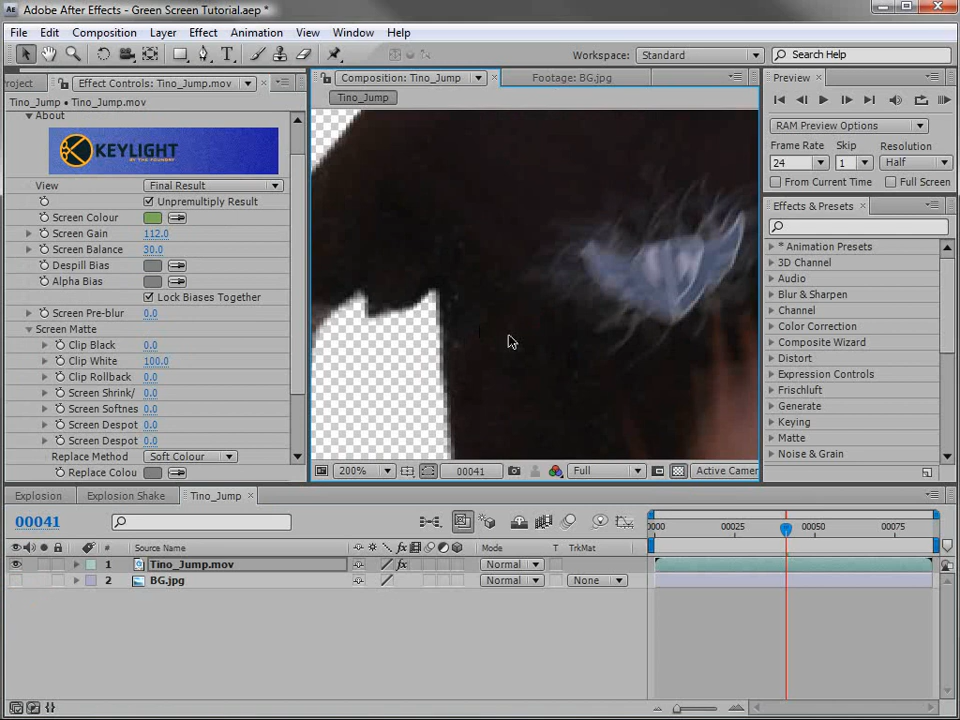 Adobe After Effects - Green Screen Tutorial.aep *
File Edit Composition Layer Effect Animation View Window Help
Workspace: Standard Search Help
roject Effect Controls: Tino_Jump.mov
Tino_Jump • Tino_Jump.mov
About
KEYLIGHT
BY THE FOUNDRY
View Final Result
Unpremultiply Result
Screen Colour
Screen Gain 112.0
Screen Balance 30.0
Despill Bias
Alpha Bias
Lock Biases Together
Screen Pre-blur 0.0
Screen Matte
Clip Black 0.0
Clip White 100.0
Clip Rollback 0.0
Screen Shrink/ 0.0
Screen Softnes 0.0
Screen Despot 0.0
Screen Despot 0.0
Replace Method Soft Colour
Replace Colou
Composition: Tino_Jump Footage: BG.jpg
Tino_Jump
200% 00041 Full Active Camer
Preview
RAM Preview Options
Frame Rate Skip Resolution
24 1 Half
From Current Time Full Screen
Effects & Presets
* Animation Presets
3D Channel
Audio
Blur & Sharpen
Channel
Color Correction
Composite Wizard
Distort
Expression Controls
Frischluft
Generate
Keying
Matte
Noise & Grain
Explosion Explosion Shake Tino_Jump
00041
0000 00025 00050 00075
# Source Name Mode T TrkMat
1 Tino_Jump.mov Normal
2 BG.jpg Normal None